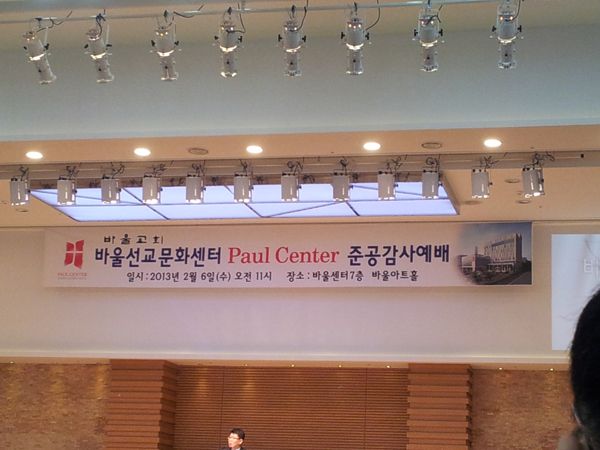 바울교회
바울선교문화센터 Paul Center 준공감사예배
PAUL CENTER
일시 : 2013년 2월 6일(수) 오전 11시 장소 : 바울센터7층 바울아트홀